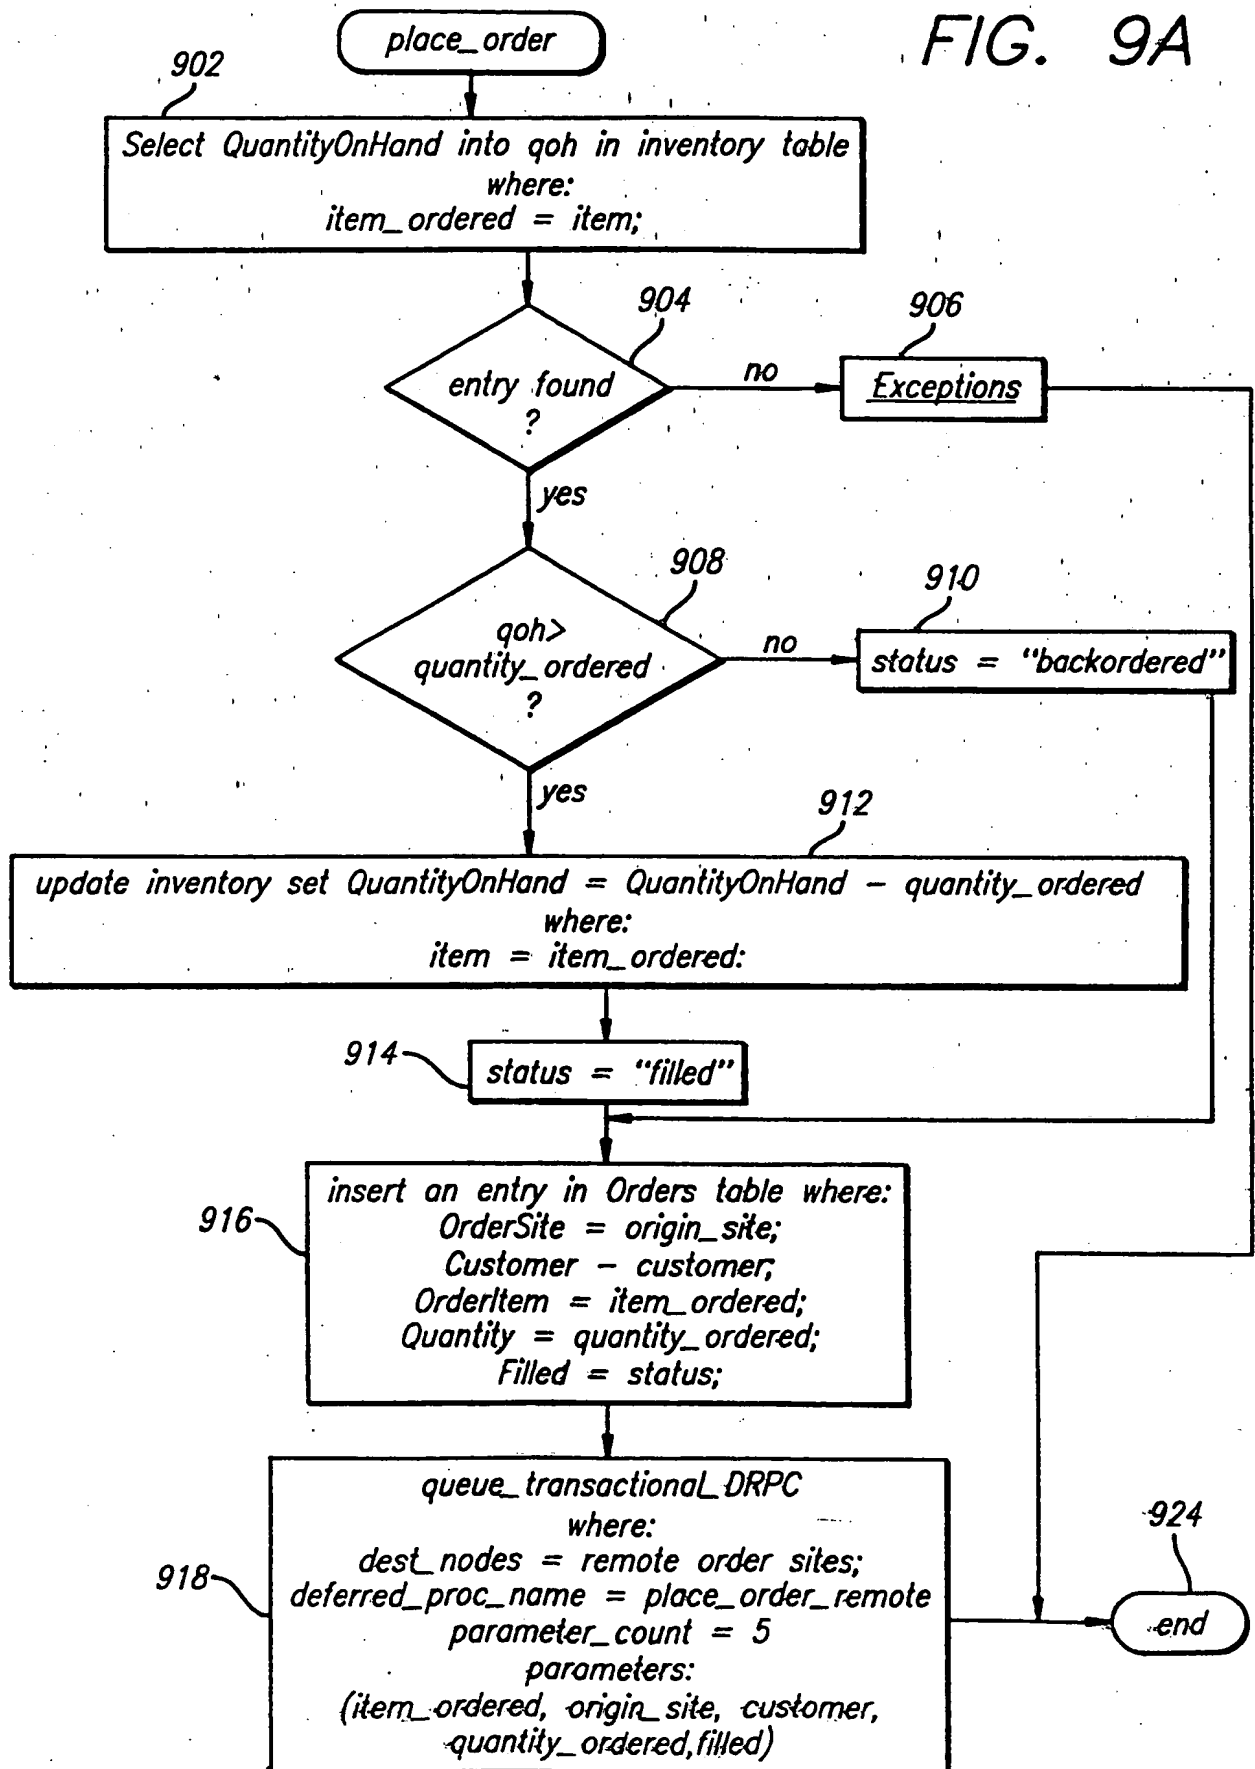 FIG. 9A
place_order
902
Select QuantityOnHand into qoh in inventory table
where:
item_ordered = item;
904
entry found
?
no
906
Exceptions
yes
908
qoh>
quantity_ordered
?
no
910
status = "backordered"
yes
912
update inventory set QuantityOnHand = QuantityOnHand - quantity_ordered
where:
item = item_ordered:
914
status = "filled"
916
insert an entry in Orders table where:
OrderSite = origin_site;
Customer - customer;
OrderItem = item_ordered;
Quantity = quantity_ordered;
Filled = status;
918
queue_transactional_DRPC
where:
dest_nodes = remote order sites;
deferred_proc_name = place_order_remote
parameter_count = 5
parameters:
(item_ordered, origin_site, customer,
quantity_ordered,filled)
924
end